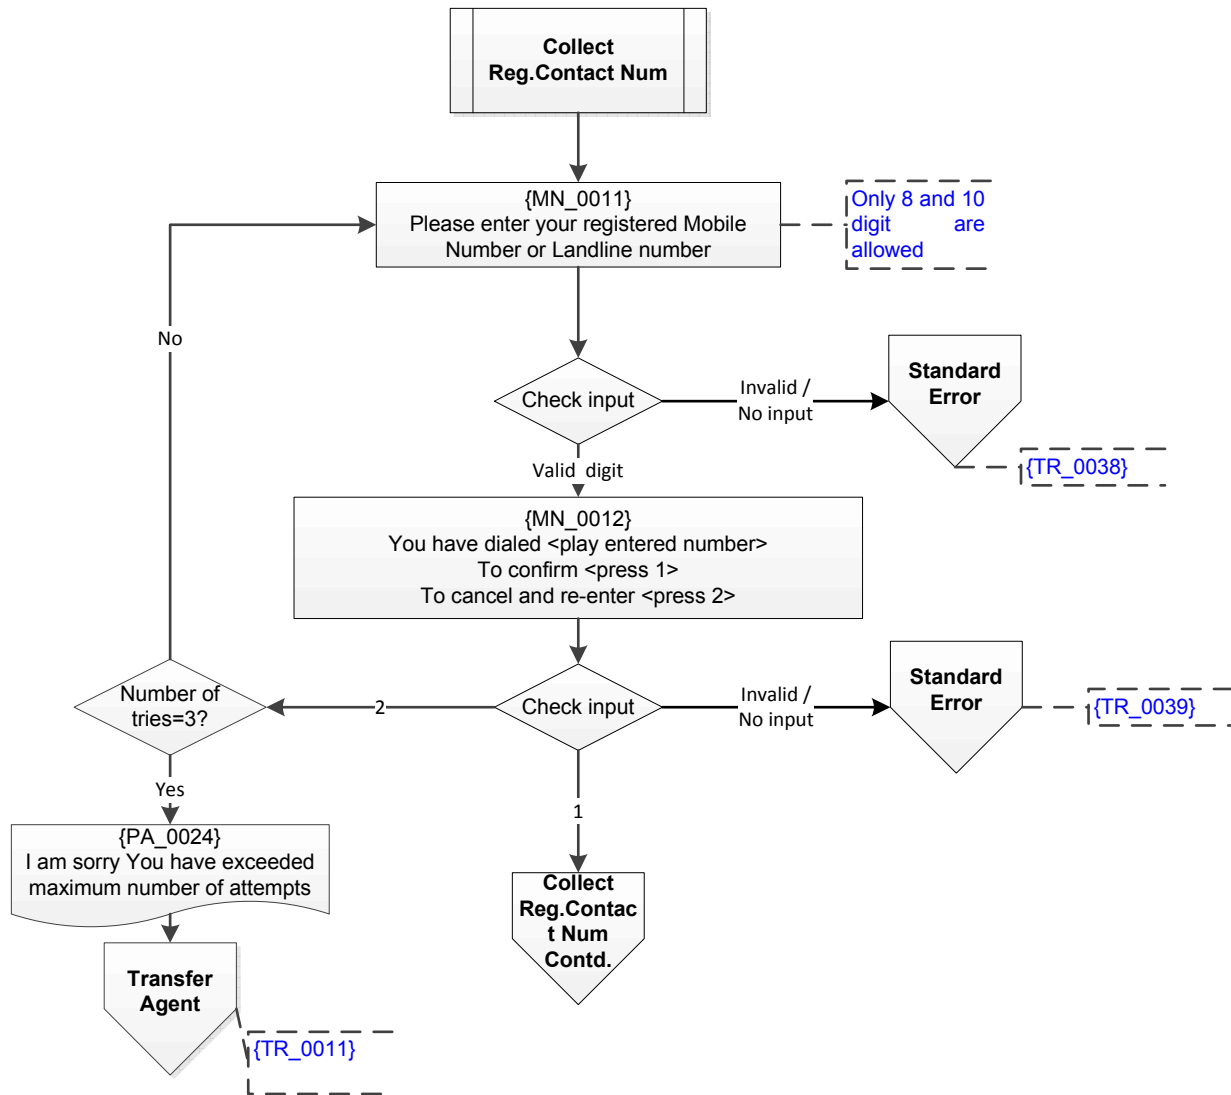 Collect
Reg.Contact Num
{MN_0011}
Please enter your registered Mobile
Number or Landline number
Only 8 and 10
digit are
allowed
No
Check input
Invalid /
No input
Standard
Error
{TR_0038}
Valid digit
{MN_0012}
You have dialed <play entered number>
To confirm <press 1>
To cancel and re-enter <press 2>
Number of
tries=3?
2
Check input
Invalid /
No input
Standard
Error
{TR_0039}
Yes
1
{PA_0024}
I am sorry You have exceeded
maximum number of attempts
Collect
Reg.Contac
t Num
Contd.
Transfer
Agent
{TR_0011}